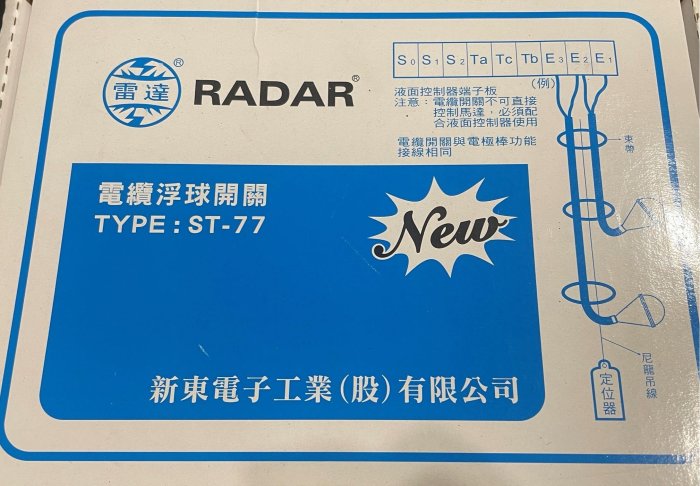 雷達®
RADAR®
S0 S1 S2 Ta Tc Tb E3 E2 E1
(例)
液面控制器端子板
注意：電纜開關不可直接
控制馬達，必須配
合液面控制器使用
電纜開關與電極棒功能
接線相同
束帶
電纜浮球開關
TYPE : ST-77
New
尼龍吊線
定位器
新東電子工業(股)有限公司